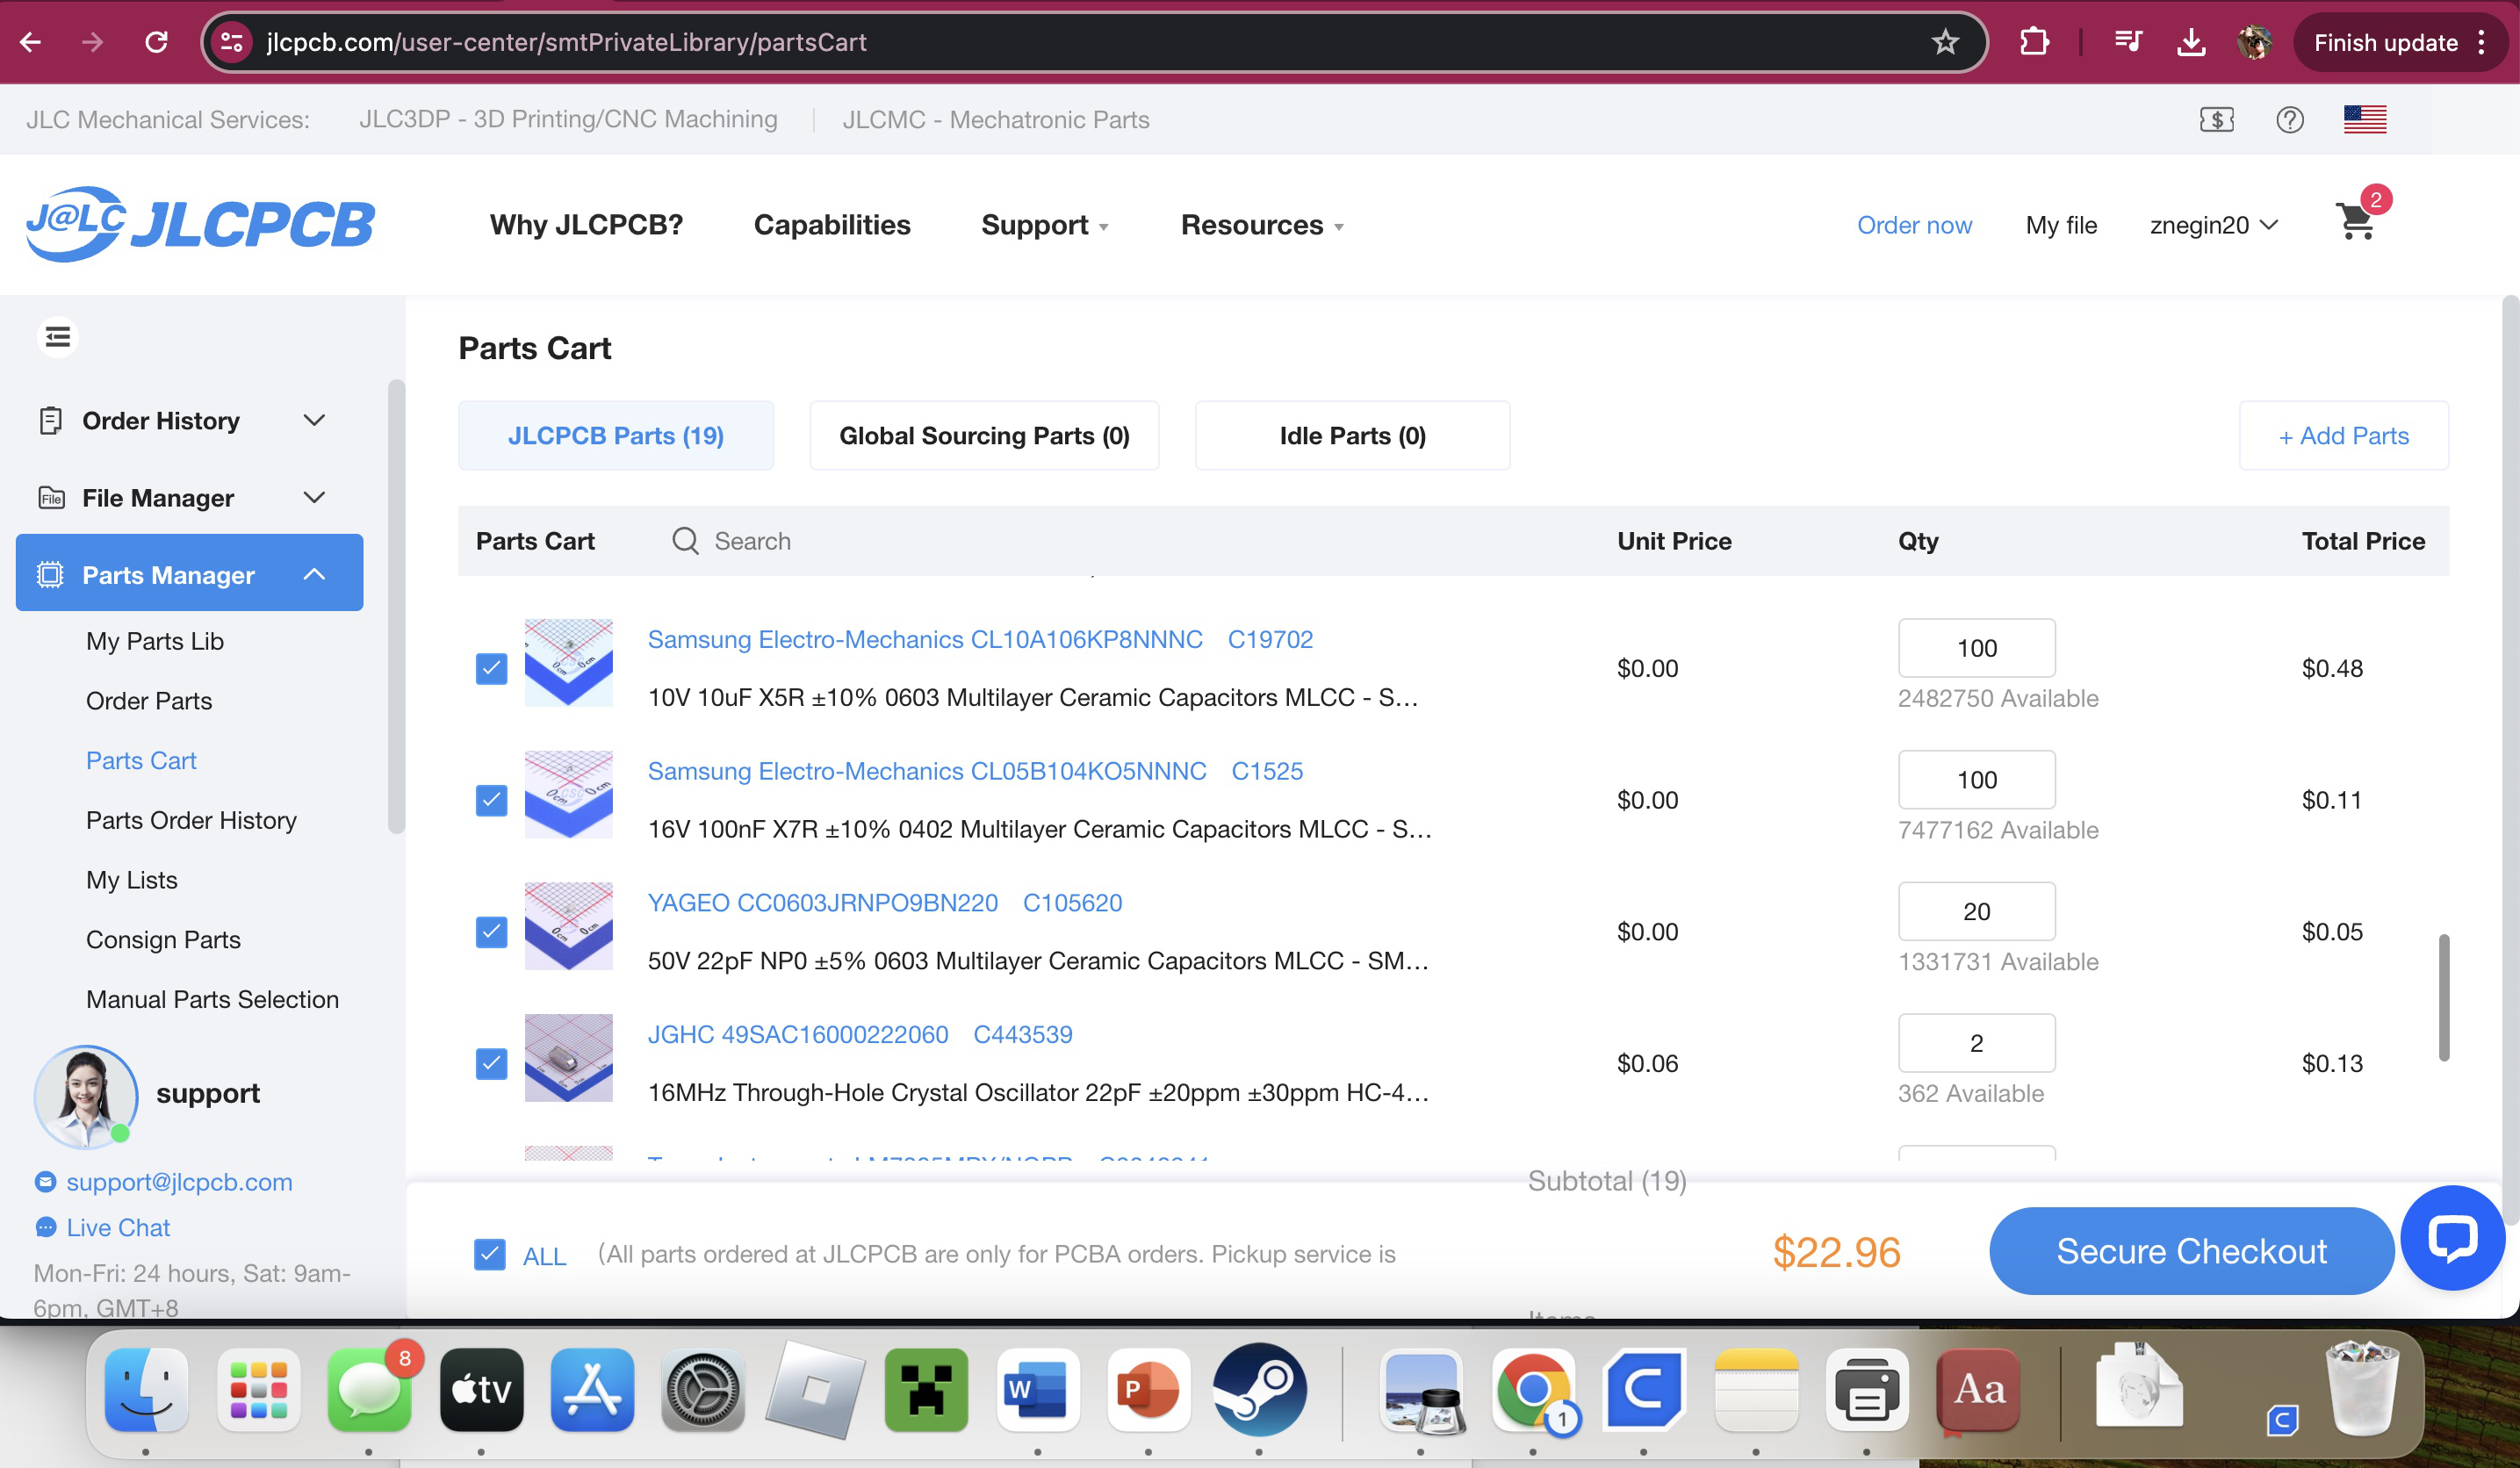 jlcpcb.com/user-center/smtPrivateLibrary/partsCart
Finish update
JLC Mechanical Services:
JLC3DP - 3D Printing/CNC Machining
JLCMC - Mechatronic Parts
J@LC JLCPCB
Why JLCPCB?
Capabilities
Support
Resources
Order now
My file
znegin20
2
Order History
File
File Manager
Parts Manager
My Parts Lib
Order Parts
Parts Cart
Parts Order History
My Lists
Consign Parts
Manual Parts Selection
support
support@jlcpcb.com
Live Chat
Mon-Fri: 24 hours, Sat: 9am-
6pm, GMT+8
Parts Cart
JLCPCB Parts (19)
Global Sourcing Parts (0)
Idle Parts (0)
+ Add Parts
Parts Cart
Search
Unit Price
Qty
Total Price
Samsung Electro-Mechanics CL10A106KP8NNNC C19702
10V 10uF X5R ±10% 0603 Multilayer Ceramic Capacitors MLCC - S...
$0.00
100
2482750 Available
$0.48
Samsung Electro-Mechanics CL05B104KO5NNNC C1525
16V 100nF X7R ±10% 0402 Multilayer Ceramic Capacitors MLCC - S...
$0.00
100
7477162 Available
$0.11
YAGEO CC0603JRNPO9BN220 C105620
50V 22pF NP0 ±5% 0603 Multilayer Ceramic Capacitors MLCC - SM...
$0.00
20
1331731 Available
$0.05
JGHC 49SAC16000222060 C443539
16MHz Through-Hole Crystal Oscillator 22pF ±20ppm ±30ppm HC-4...
$0.06
2
362 Available
$0.13
Subtotal (19)
ALL
(All parts ordered at JLCPCB are only for PCBA orders. Pickup service is
$22.96
Secure Checkout
8
tv
W
P
1
Aa